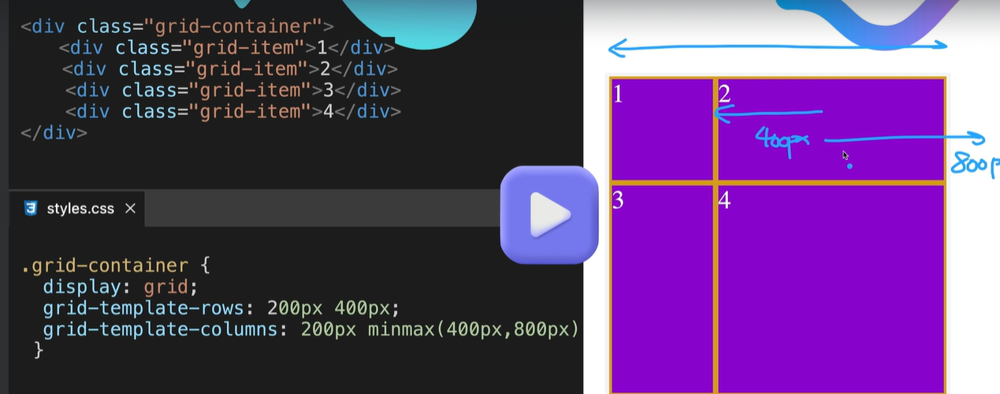 <div class="grid-container">
<div class="grid-item">1</div>
<div class="grid-item">2</div>
<div class="grid-item">3</div>
<div class="grid-item">4</div>
</div>
styles.css
.grid-container {
display: grid;
grid-template-rows: 200px 400px;
grid-template-columns: 200px minmax(400px,800px)
}
1
2
400px
800p
3
4